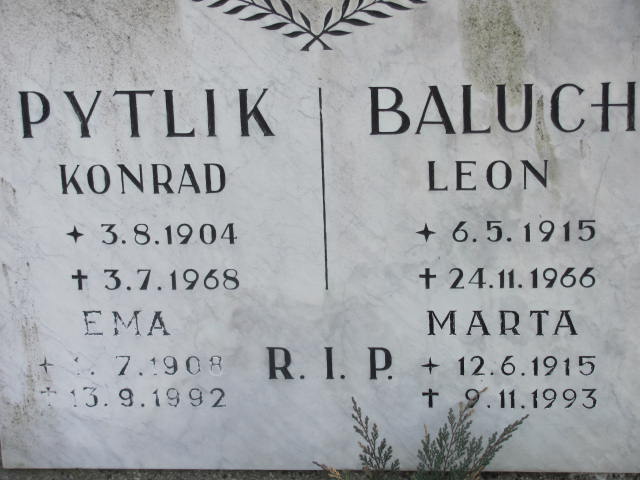 PYTLIK
KONRAD
✦ 3.8.1904
✝ 3.7.1968
EMA
✦ 1.7.1908
✝ 13.9.1992
R. I. P.
BALUCH
LEON
✦ 6.5.1915
✝ 24.11.1966
MARTA
✦ 12.6.1915
✝ 9.11.1993